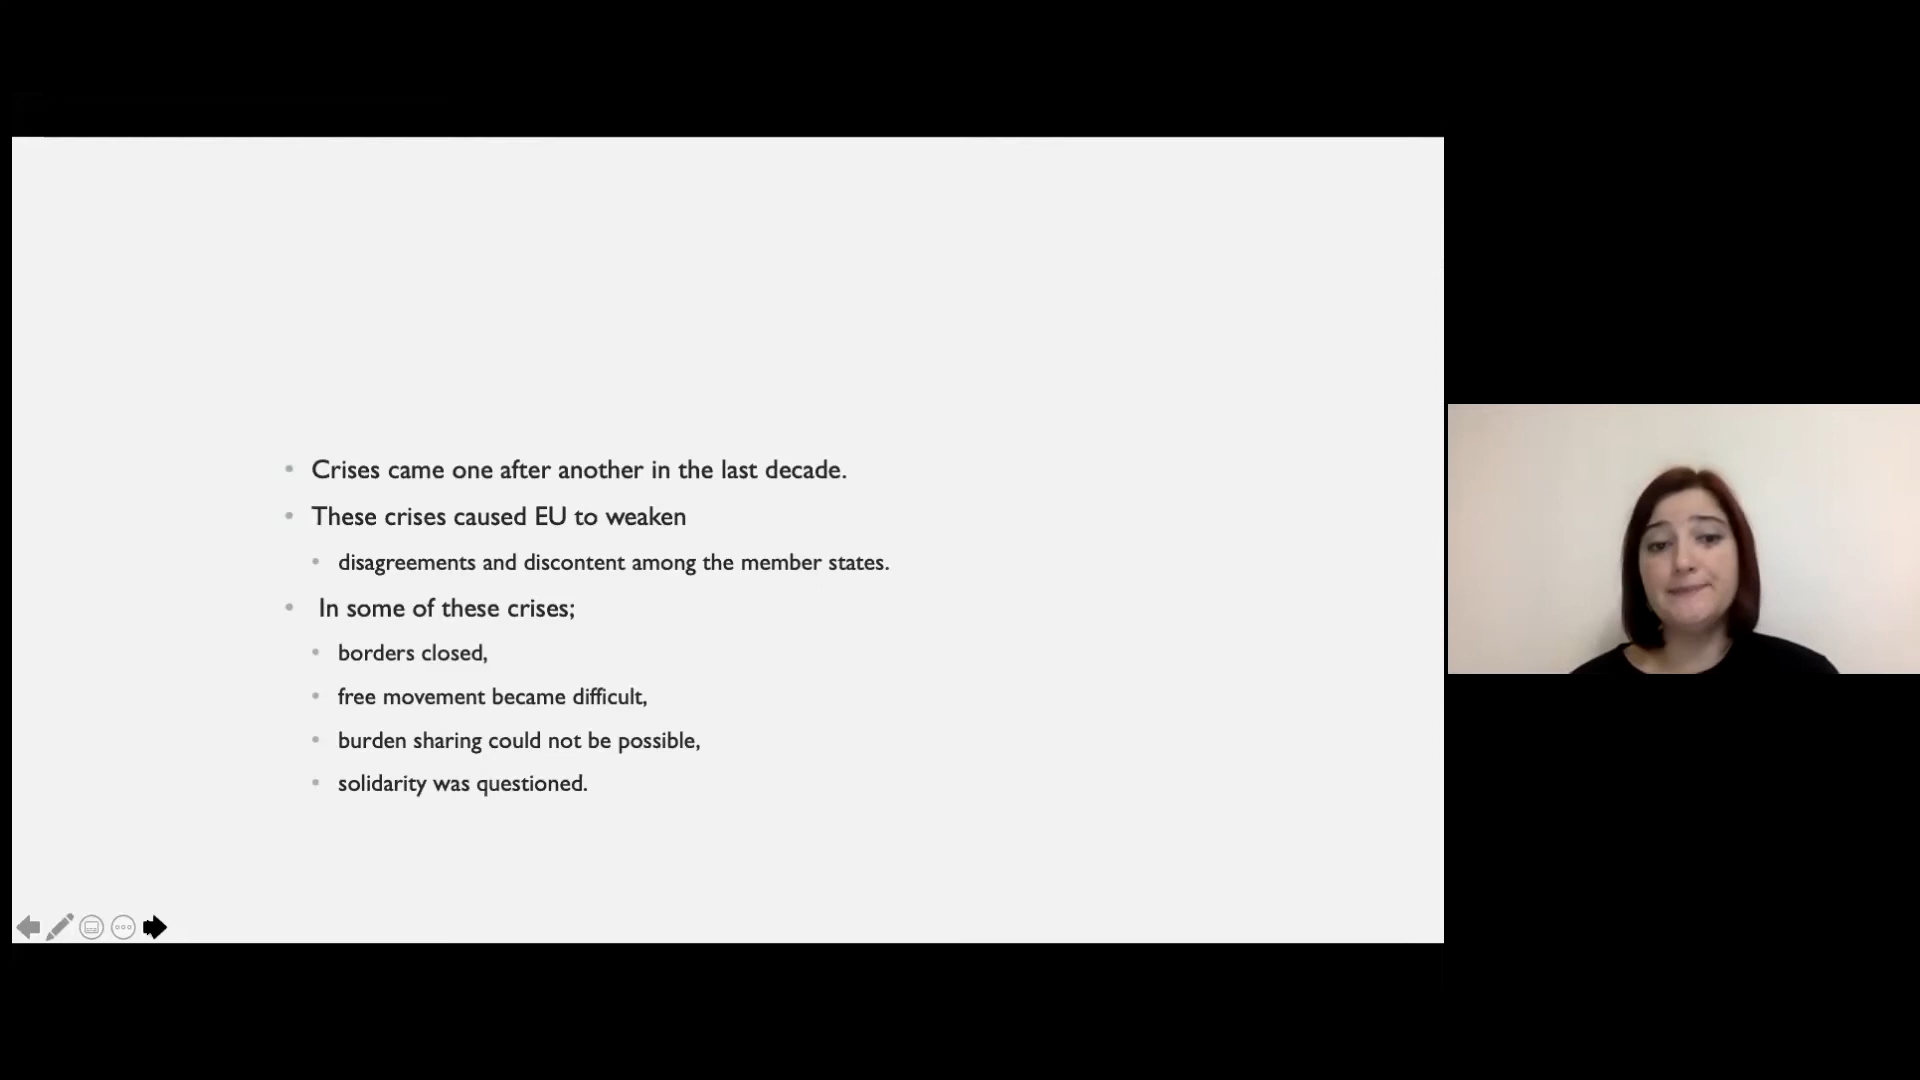 Crises came one after another in the last decade.
These crises caused EU to weaken
disagreements and discontent among the member states.
In some of these crises;
borders closed,
free movement became difficult,
burden sharing could not be possible,
solidarity was questioned.